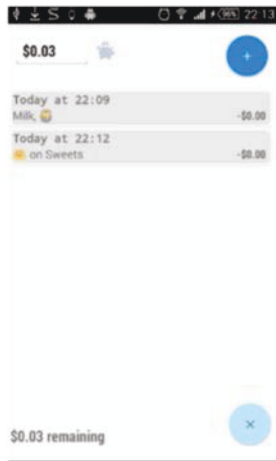 96% 22:13
$0.03
+
Today at 22:09
Milk, 
-$0.00
Today at 22:12
on Sweets
-$0.00
×
$0.03 remaining